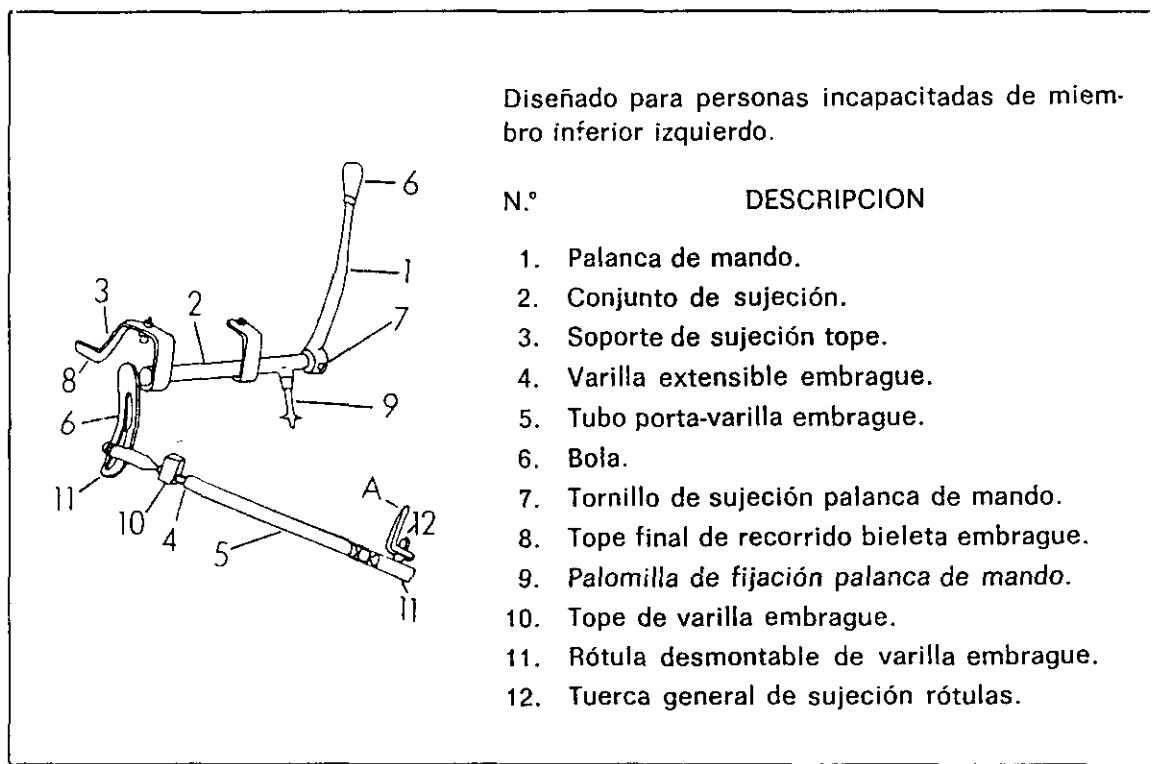 Diseñado para personas incapacitadas de miem-
bro inferior izquierdo.
N.º DESCRIPCION
1. Palanca de mando.
2. Conjunto de sujeción.
3. Soporte de sujeción tope.
4. Varilla extensible embrague.
5. Tubo porta-varilla embrague.
6. Bola.
7. Tornillo de sujeción palanca de mando.
8. Tope final de recorrido bieleta embrague.
9. Palomilla de fijación palanca de mando.
10. Tope de varilla embrague.
11. Rótula desmontable de varilla embrague.
12. Tuerca general de sujeción rótulas.
6
1
3
2
7
8
9
6
11
10
4
5
A
12
11